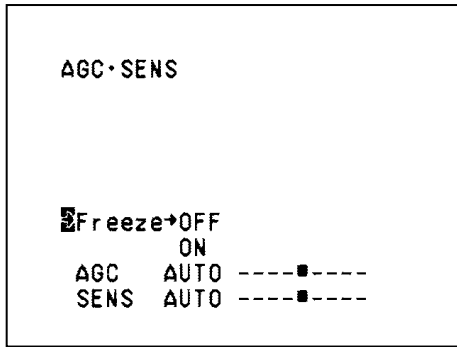 AGC·SENS
→Freeze→OFF
ON
AGC AUTO ----■----
SENS AUTO ----■----